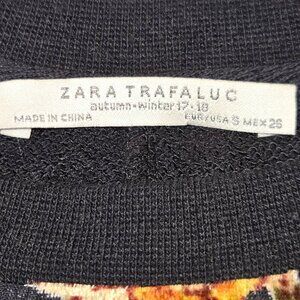 ZARA TRAFALUC
autumn-winter 17-18
MADE IN CHINA EUR/USA S MEX 26